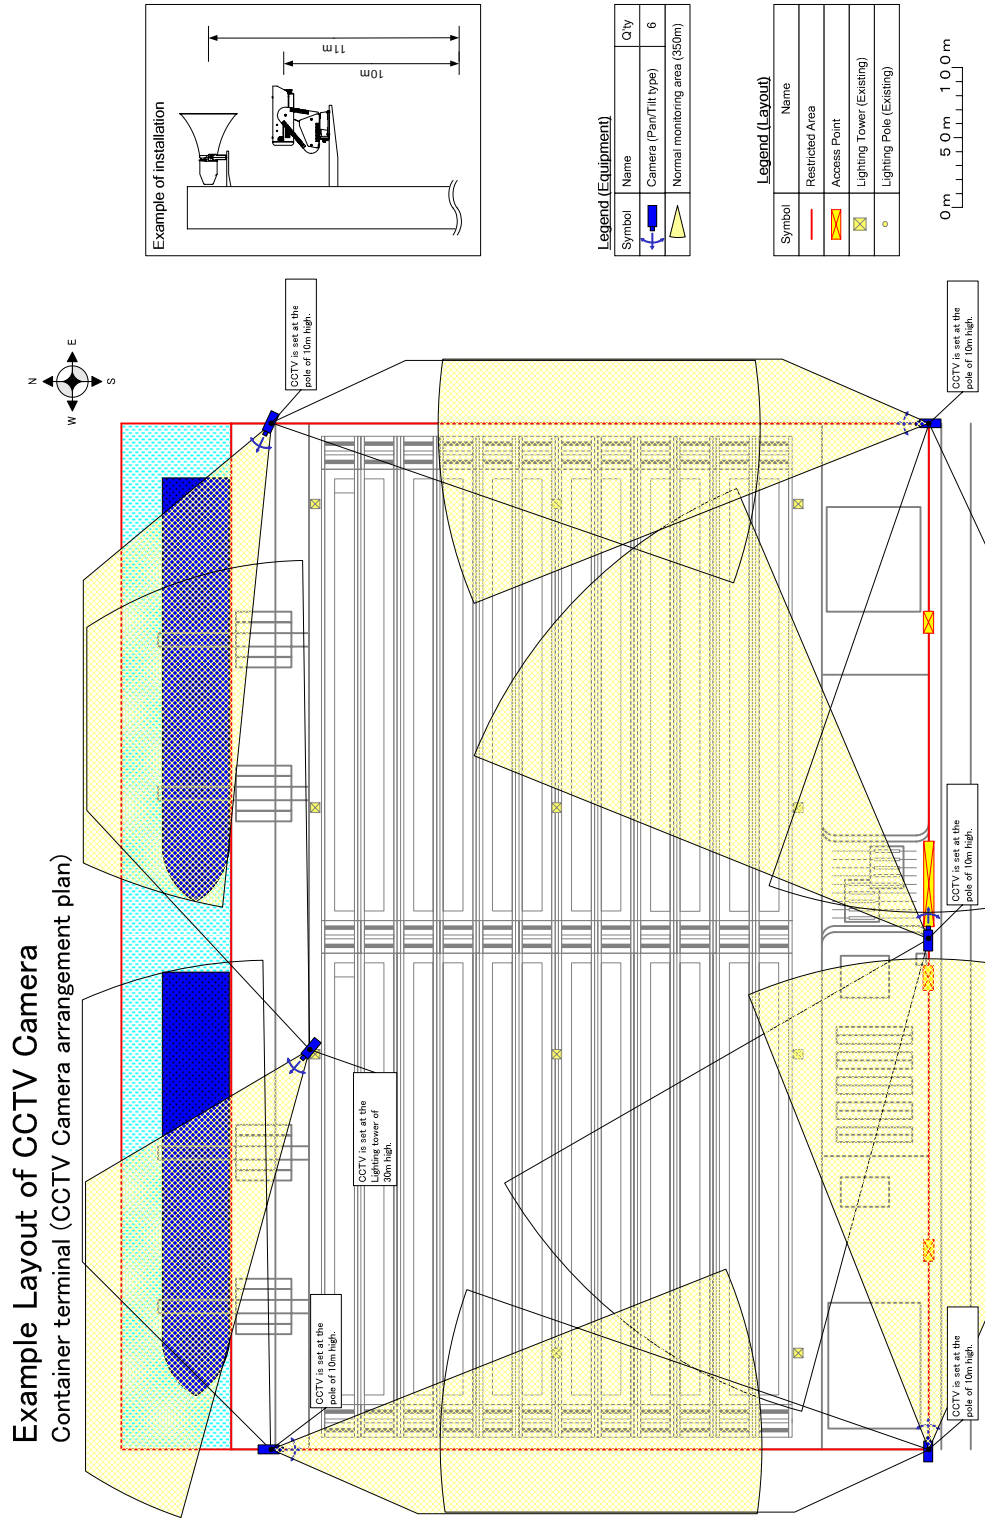 Example Layout of CCTV Camera
Container terminal (CCTV Camera arrangement plan)
N
W
E
S
CCTV is set at the
pole of 10m high.
CCTV is set at the
Lighting tower of
30m high.
CCTV is set at the
pole of 10m high.
CCTV is set at the
pole of 10m high.
CCTV is set at the
pole of 10m high.
CCTV is set at the
pole of 10m high.
Example of installation
11m
10m
Legend (Equipment)
Symbol Name Q'ty
Camera (Pan/Tilt type) 6
Normal monitoring area (350m)
Legend (Layout)
Symbol Name
Restricted Area
Access Point
Lighting Tower (Existing)
Lighting Pole (Existing)
0m 50m 100m